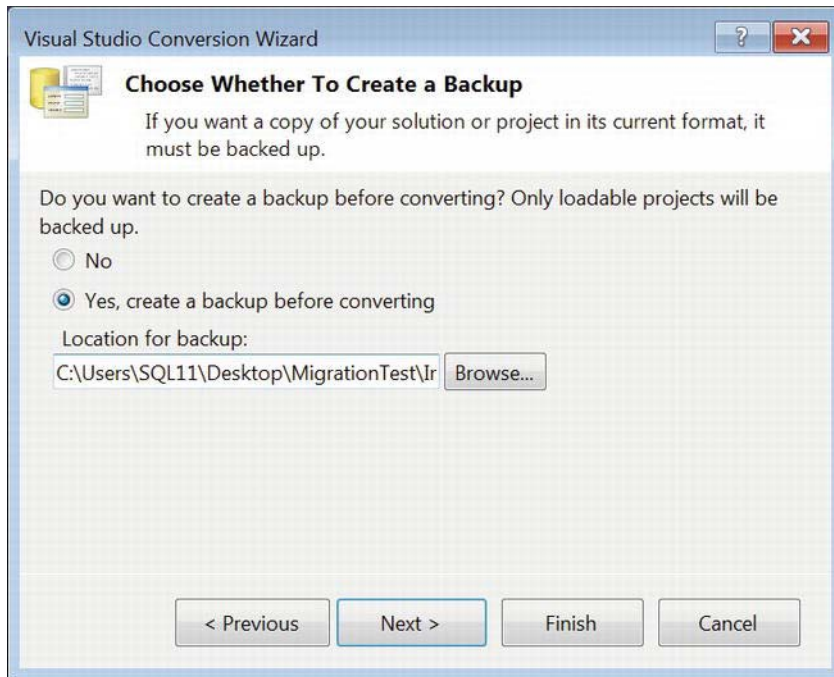 Visual Studio Conversion Wizard
Choose Whether To Create a Backup
If you want a copy of your solution or project in its current format, it
must be backed up.
Do you want to create a backup before converting? Only loadable projects will be
backed up.
No
Yes, create a backup before converting
Location for backup:
C:\Users\SQL11\Desktop\MigrationTest\Ir
Browse...
< Previous
Next >
Finish
Cancel